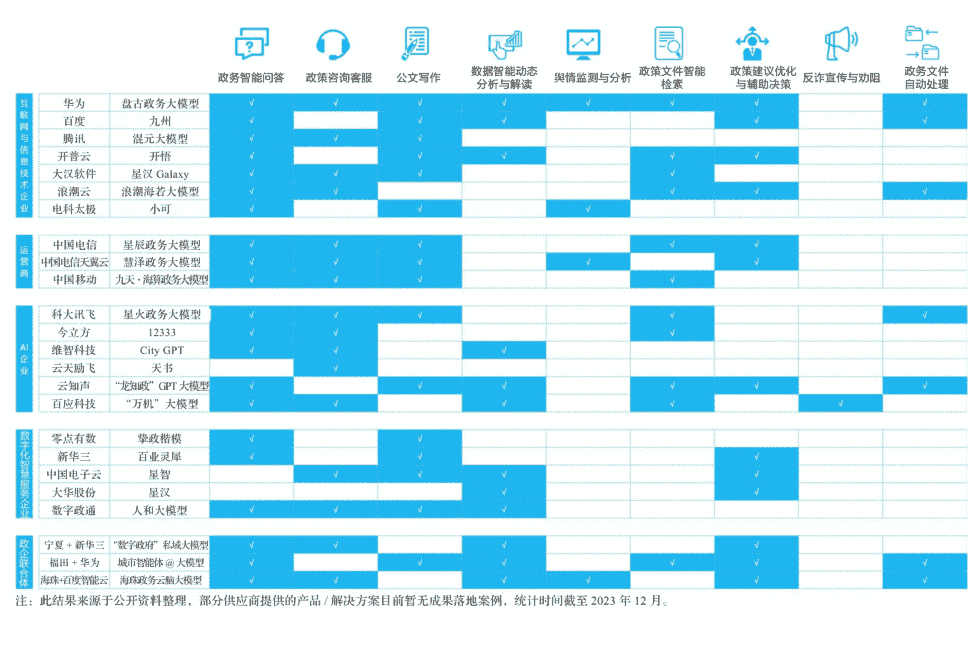 政务智能问答
政策咨询客服
公文写作
数据智能动态
分析与解读
舆情监测与分析
政策文件智能
检索
政策建议优化
与辅助决策
反诈宣传与劝阻
政务文件
自动处理
互联网与信息技术企业
华为 盘古政务大模型 √ √ √ √ √ √ √ √
百度 九州 √ √ √ √ √
腾讯 混元大模型 √ √ √
开普云 开悟 √ √ √ √ √
大汉软件 星汉 Galaxy √ √ √ √
浪潮云 浪潮海若大模型 √ √ √ √ √
电科太极 小可 √ √ √
运营商
中国电信 星辰政务大模型 √ √ √ √ √
中国电信天翼云 慧泽政务大模型 √ √ √ √ √
中国移动 九天·海算政务大模型 √ √ √ √
AI企业
科大讯飞 星火政务大模型 √ √ √ √ √
今立方 12333 √ √ √
维智科技 City GPT √ √ √
云天励飞 天书 √
云知声 “龙知政”GPT 大模型 √ √ √ √ √ √
百应科技 “万机”大模型 √ √ √ √ √
数字化智慧服务企业
零点有数 挚政楷模 √ √
新华三 百业灵犀 √ √ √
中国电子云 星智 √ √ √ √
大华股份 星汉 √ √
数字政通 人和大模型 √ √ √ √
政企联合体
宁夏 + 新华三 “数字政府”私域大模型 √ √ √ √
福田 + 华为 城市智能体 @ 大模型 √ √ √ √ √ √
海珠+百度智能云 海珠政务云脑大模型 √ √ √ √ √ √
注：此结果来源于公开资料整理，部分供应商提供的产品 / 解决方案目前暂无成果落地案例，统计时间截至 2023 年 12 月。